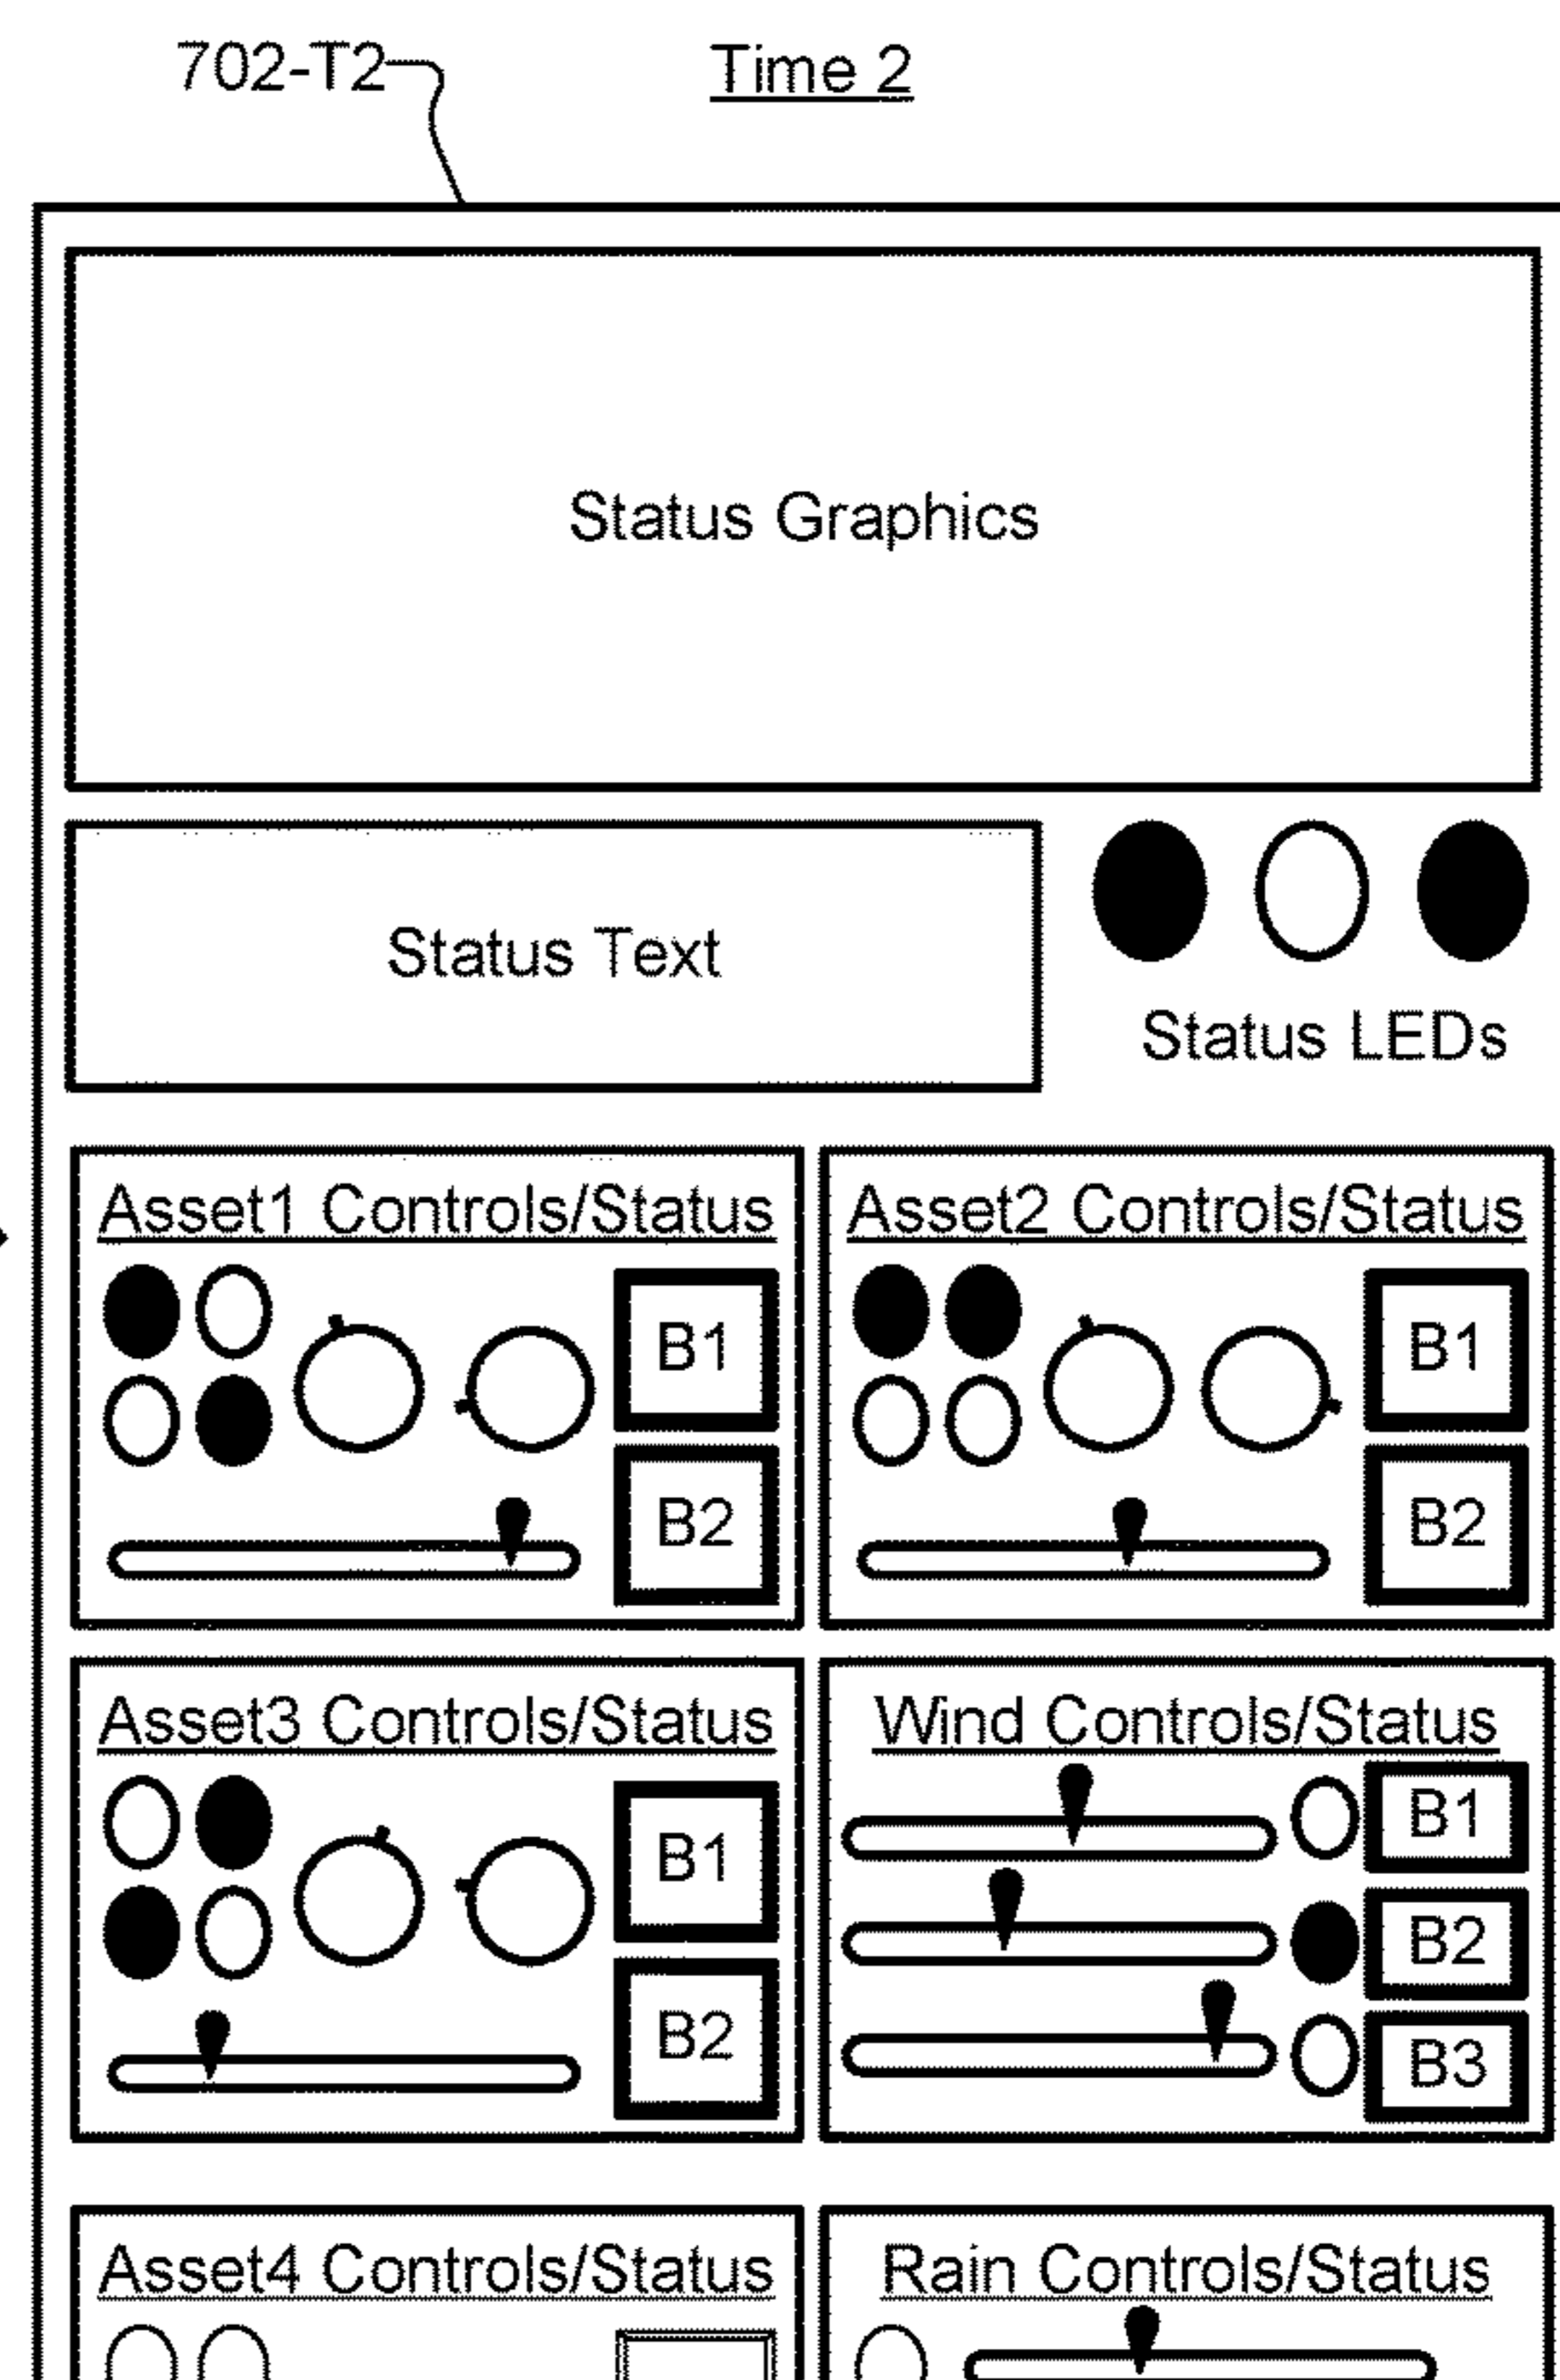 702-T2
Time 2
Status Graphics
Status Text
Status LEDs
Asset1 Controls/Status
B1
B2
Asset2 Controls/Status
B1
B2
Asset3 Controls/Status
B1
B2
Wind Controls/Status
B1
B2
B3
Asset4 Controls/Status
Rain Controls/Status